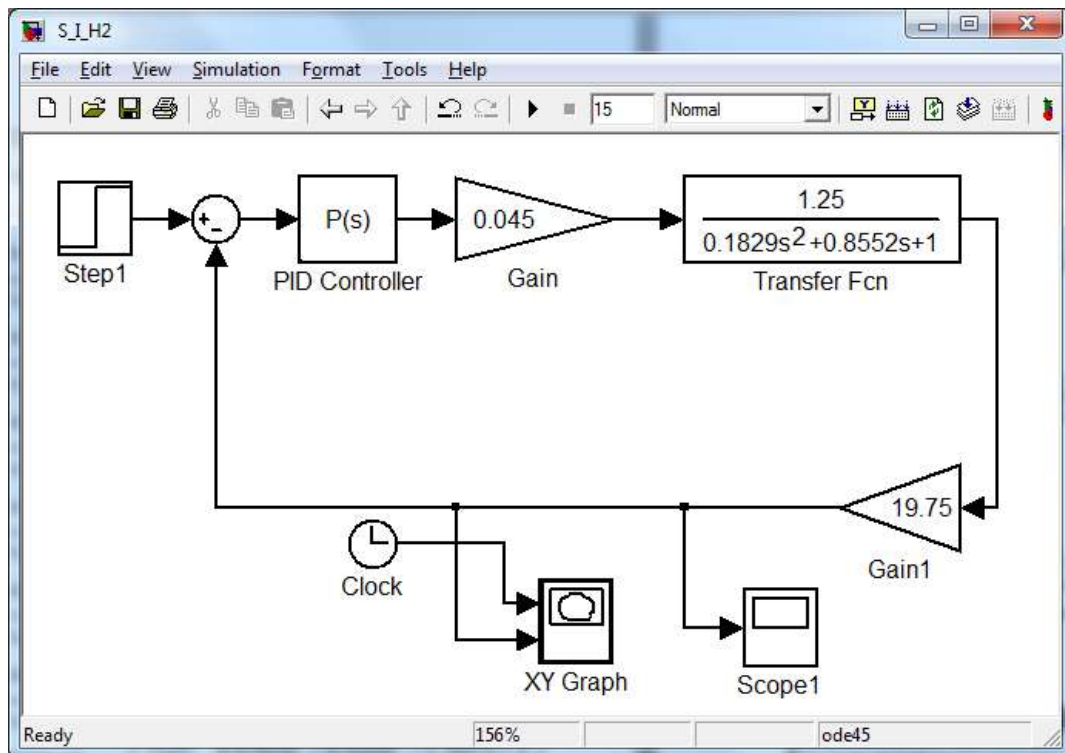 S_I_H2
File Edit View Simulation Format Tools Help
15 Normal
Step1
+
-
P(s)
PID Controller
0.045
Gain
1.25
0.1829s²+0.8552s+1
Transfer Fcn
19.75
Gain1
Clock
XY Graph
Scope1
Ready 156% ode45